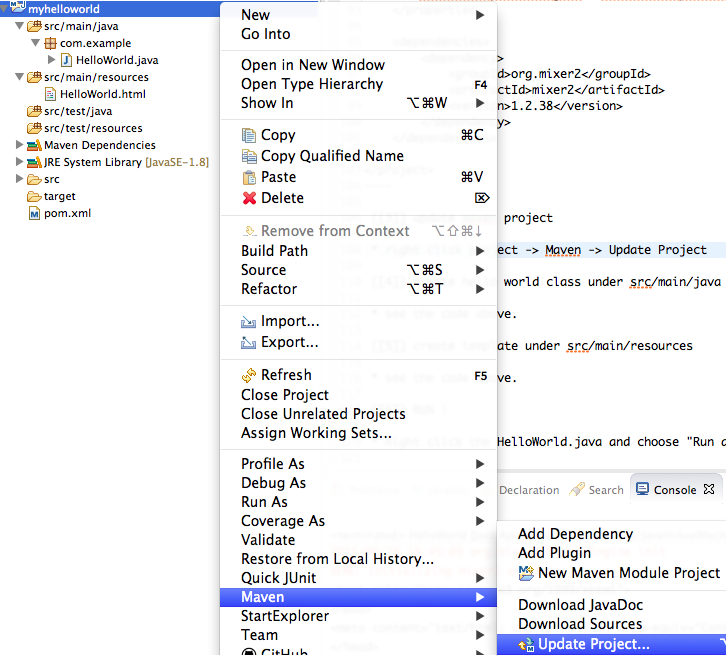 myhelloworld
src/main/java
com.example
HelloWorld.java
src/main/resources
HelloWorld.html
src/test/java
src/test/resources
Maven Dependencies
JRE System Library [JavaSE-1.8]
src
target
pom.xml
New
Go Into
Open in New Window
Open Type Hierarchy F4
Show In ⌥⌘W
Copy ⌘C
Copy Qualified Name
Paste ⌘V
Delete ⌦
Remove from Context ⌥⇧⌘↓
Build Path
Source ⌥⌘S
Refactor ⌥⌘T
Import...
Export...
Refresh F5
Close Project
Close Unrelated Projects
Assign Working Sets...
Profile As
Debug As
Run As
Coverage As
Validate
Restore from Local History...
Quick JUnit
Maven
StartExplorer
Team
GitHub
>
>org.mixer2</groupId>
ctId>mixer2</artifactId>
>1.2.38</version>
y>
project
ect -> Maven -> Update Project
world class under src/main/java
ve.
ate under src/main/resources
ve.
HelloWorld.java and choose "Run a
Declaration
Search
Console
Add Dependency
Add Plugin
New Maven Module Project
Download JavaDoc
Download Sources
Update Project...